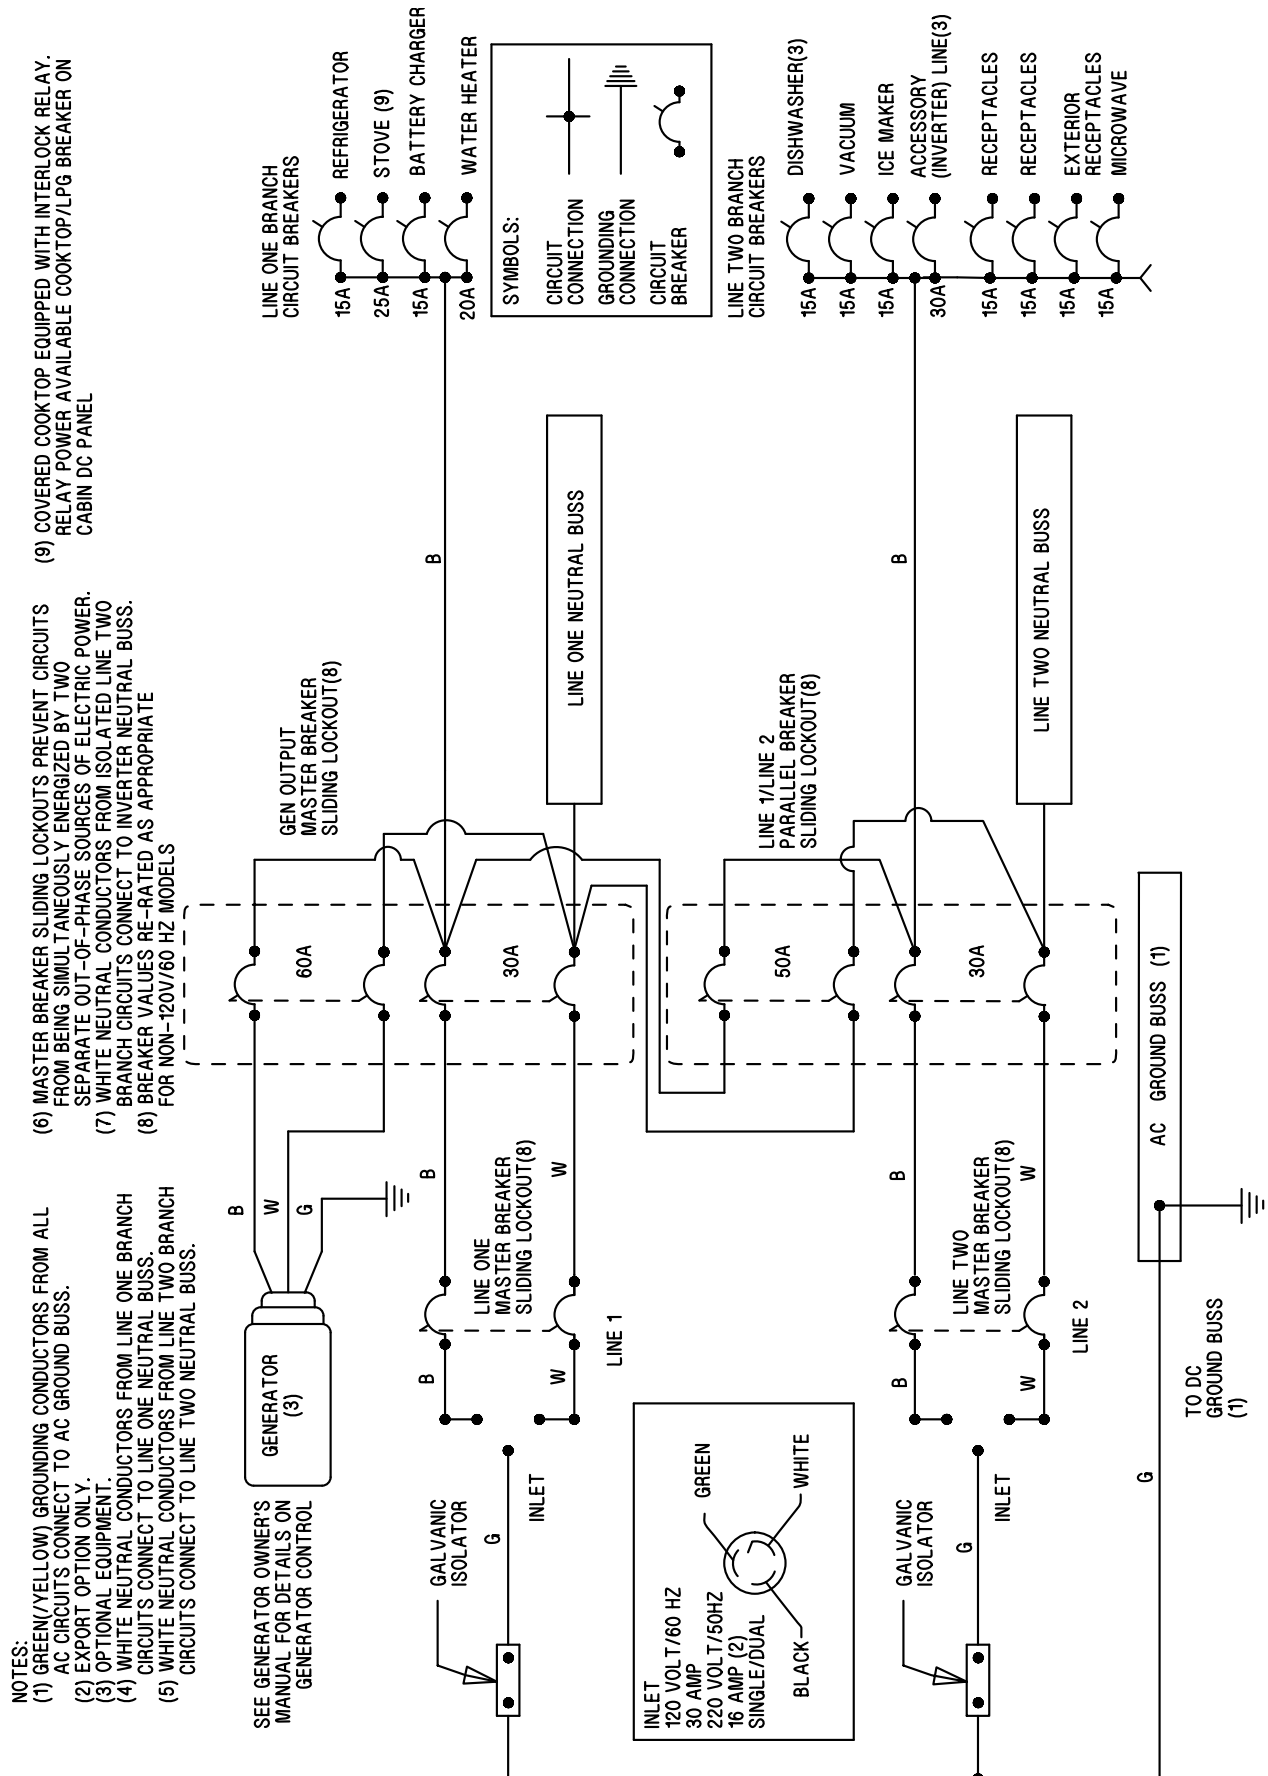 NOTES:
(1) GREEN(/YELLOW) GROUNDING CONDUCTORS FROM ALL
AC CIRCUITS CONNECT TO AC GROUND BUSS.
(2) EXPORT OPTION ONLY.
(3) OPTIONAL EQUIPMENT.
(4) WHITE NEUTRAL CONDUCTORS FROM LINE ONE BRANCH
CIRCUITS CONNECT TO LINE ONE NEUTRAL BUSS.
(5) WHITE NEUTRAL CONDUCTORS FROM LINE TWO BRANCH
CIRCUITS CONNECT TO LINE TWO NEUTRAL BUSS.
(6) MASTER BREAKER SLIDING LOCKOUTS PREVENT CIRCUITS
FROM BEING SIMULTANEOUSLY ENERGIZED BY TWO
SEPARATE OUT-OF-PHASE SOURCES OF ELECTRIC POWER.
(7) WHITE NEUTRAL CONDUCTORS FROM ISOLATED LINE TWO
BRANCH CIRCUITS CONNECT TO INVERTER NEUTRAL BUSS.
(8) BREAKER VALUES RE-RATED AS APPROPRIATE
FOR NON-120V/60 HZ MODELS
(9) COVERED COOKTOP EQUIPPED WITH INTERLOCK RELAY.
RELAY POWER AVAILABLE COOKTOP/LPG BREAKER ON
CABIN DC PANEL
SEE GENERATOR OWNER'S
MANUAL FOR DETAILS ON
GENERATOR CONTROL
GENERATOR
(3)
B
W
G
60A
GEN OUTPUT
MASTER BREAKER
SLIDING LOCKOUT(8)
LINE ONE BRANCH
CIRCUIT BREAKERS
15A
REFRIGERATOR
25A
STOVE (9)
15A
BATTERY CHARGER
20A
WATER HEATER
GALVANIC
ISOLATOR
G
INLET
B
W
LINE ONE
MASTER BREAKER
SLIDING LOCKOUT(8)
LINE 1
B
W
30A
B
LINE ONE NEUTRAL BUSS
SYMBOLS:
CIRCUIT
CONNECTION
GROUNDING
CONNECTION
CIRCUIT
BREAKER
INLET
120 VOLT/60 HZ
30 AMP
220 VOLT/50HZ
16 AMP (2)
SINGLE/DUAL
BLACK
GREEN
WHITE
50A
LINE 1/LINE 2
PARALLEL BREAKER
SLIDING LOCKOUT(8)
LINE TWO BRANCH
CIRCUIT BREAKERS
15A
DISHWASHER(3)
15A
VACUUM
15A
ICE MAKER
30A
ACCESSORY
(INVERTER) LINE(3)
15A
RECEPTACLES
15A
RECEPTACLES
15A
EXTERIOR
RECEPTACLES
15A
MICROWAVE
GALVANIC
ISOLATOR
G
INLET
B
W
LINE TWO
MASTER BREAKER
SLIDING LOCKOUT(8)
LINE 2
B
W
30A
B
LINE TWO NEUTRAL BUSS
G
TO DC
GROUND BUSS
(1)
AC GROUND BUSS (1)